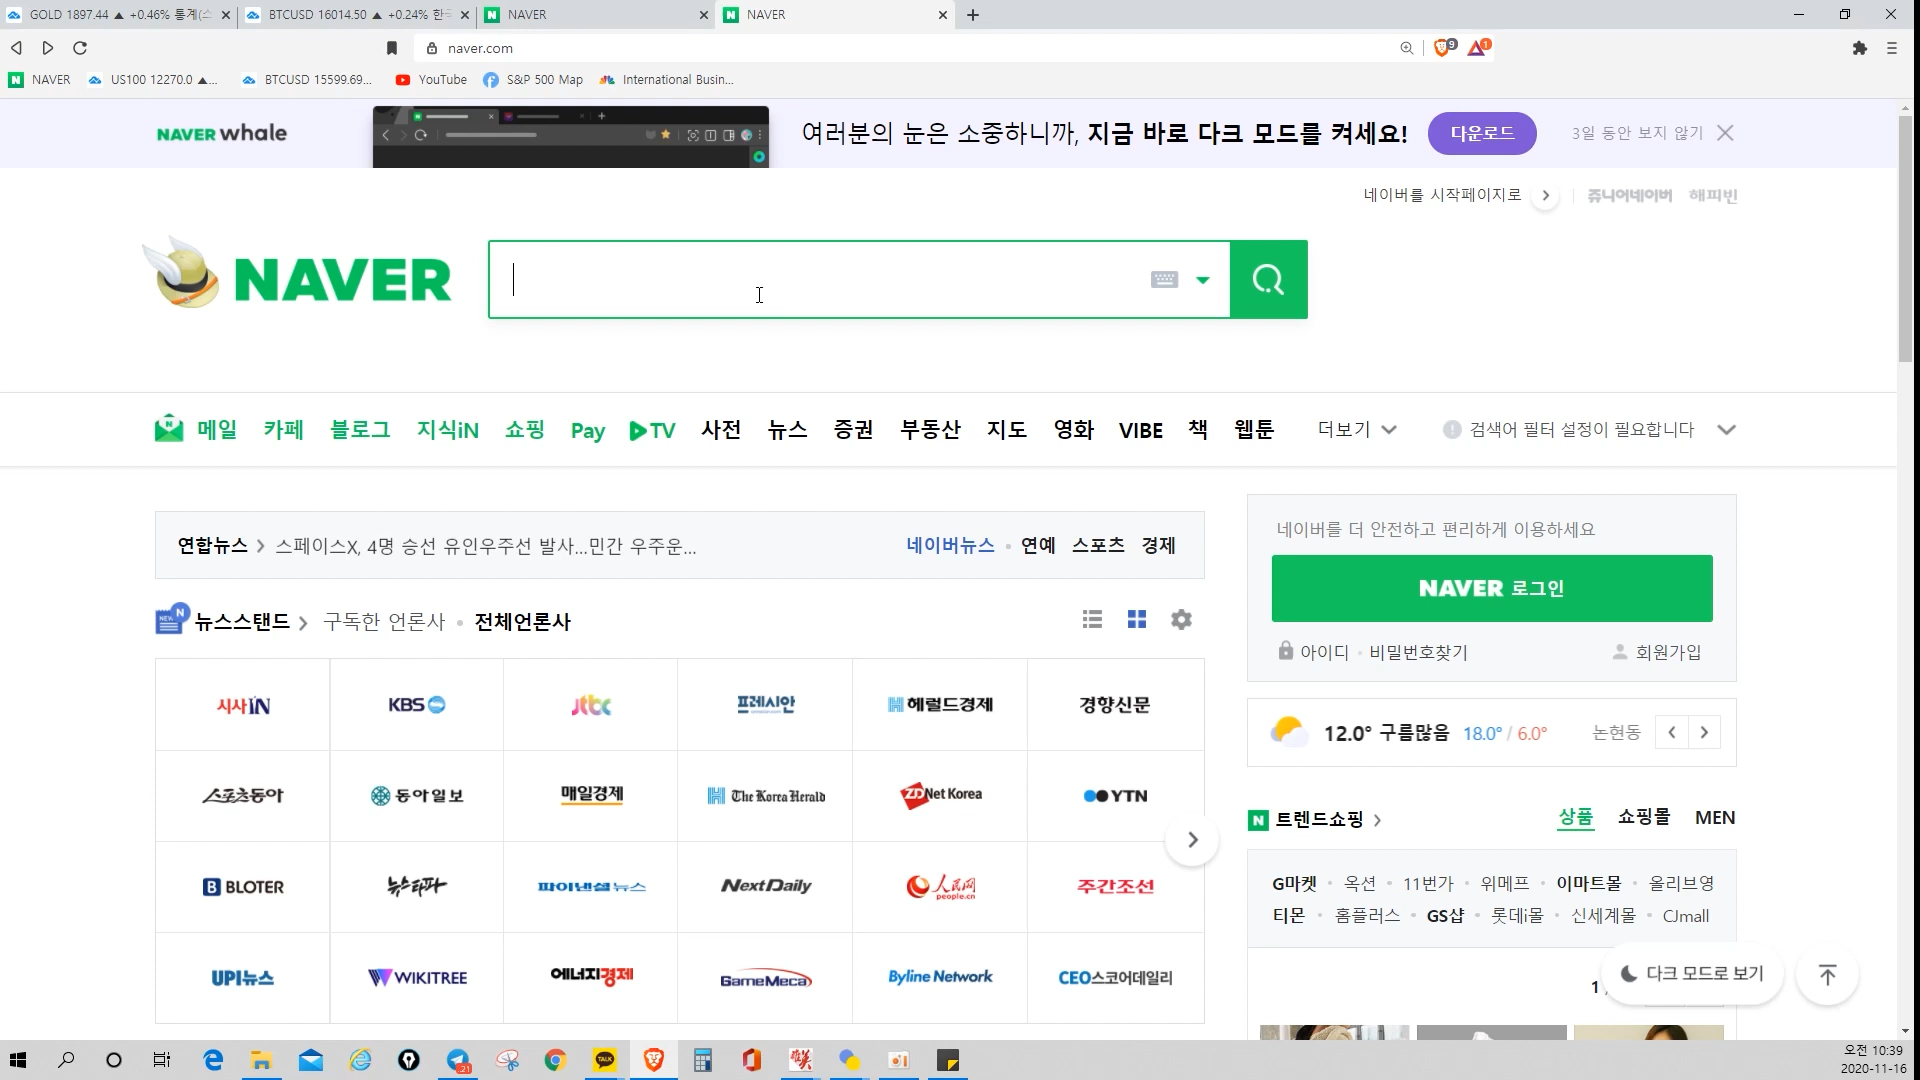 GOLD 1897.44 ▲ +0.46% 통계(스
BTCUSD 16014.50 ▲ +0.24% 한국
NAVER
NAVER
naver.com
9
1
NAVER
US100 12270.0 ▲...
BTCUSD 15599.69...
YouTube
S&P 500 Map
International Busin...
NAVER whale
여러분의 눈은 소중하니까, 지금 바로 다크 모드를 켜세요!
다운로드
3일 동안 보지 않기
네이버를 시작페이지로
쥬니어네이버 해피빈
NAVER
메일 카페 블로그 지식iN 쇼핑 Pay TV 사전 뉴스 증권 부동산 지도 영화 VIBE 책 웹툰 더보기
검색어 필터 설정이 필요합니다
연합뉴스 > 스페이스X, 4명 승선 유인우주선 발사...민간 우주운...
네이버뉴스 • 연예 스포츠 경제
뉴스스탠드 > 구독한 언론사 • 전체언론사
시사IN KBS jtbc 프레시안 헤럴드경제 경향신문
스포츠동아 동아일보 매일경제 The Korea Herald ZDNet Korea YTN
BLOTER 뉴스타파 파이낸셜뉴스 NextDaily 人民网 people.cn 주간조선
UPI뉴스 WIKITREE 에너지경제 GameMeca Byline Network CEO스코어데일리
네이버를 더 안전하고 편리하게 이용하세요
NAVER 로그인
아이디 • 비밀번호찾기
회원가입
12.0° 구름많음 18.0° / 6.0° 논현동
트렌드쇼핑 >
상품 쇼핑몰 MEN
G마켓 • 옥션 • 11번가 • 위메프 • 이마트몰 • 올리브영
티몬 • 홈플러스 • GS샵 • 롯데i몰 • 신세계몰 • CJmall
1
다크 모드로 보기
TALK
21
오전 10:39
2020-11-16